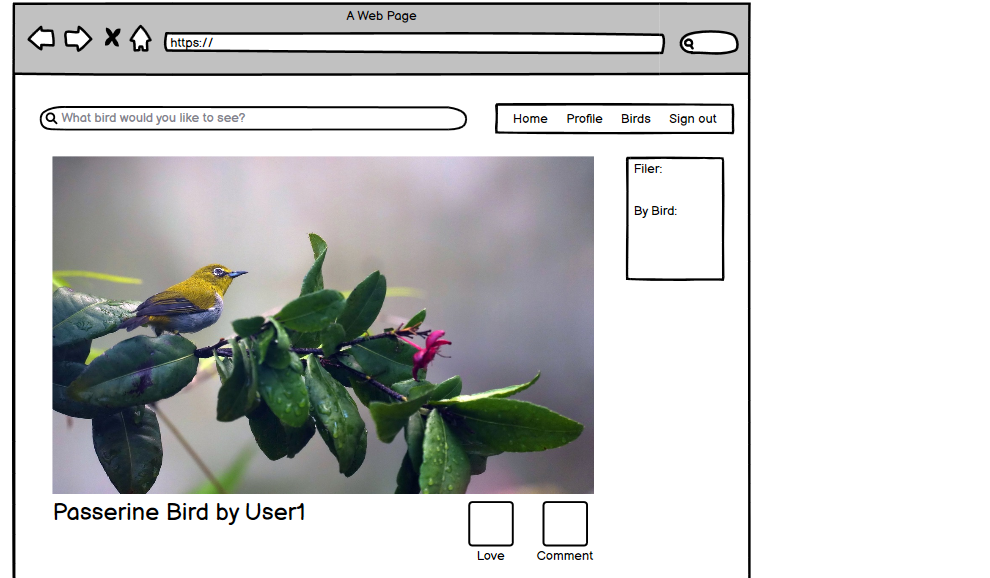 A Web Page
https://
What bird would you like to see?
Home Profile Birds Sign out
Filer:
By Bird:
Passerine Bird by User1
Love
Comment